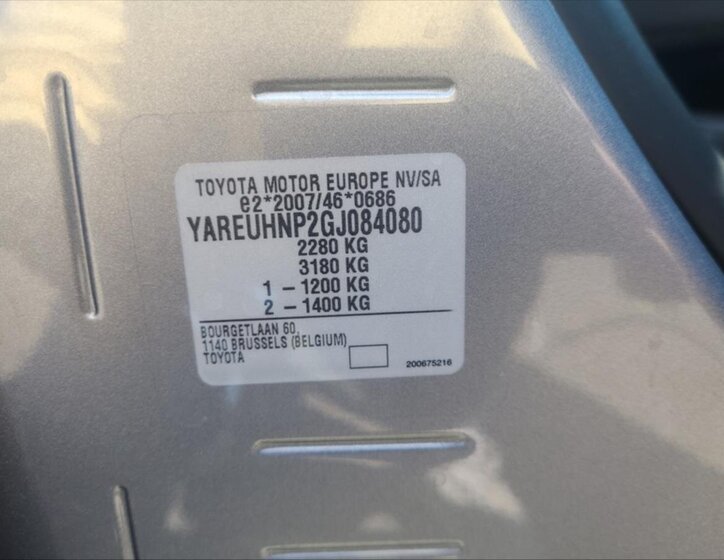 TOYOTA MOTOR EUROPE NV/SA
e2*2007/46*0686
YAREUHNP2GJ084080
2280 KG
3180 KG
1 - 1200 KG
2 - 1400 KG
BOURGETLAAN 60,
1140 BRUSSELS (BELGIUM)
TOYOTA
200675216